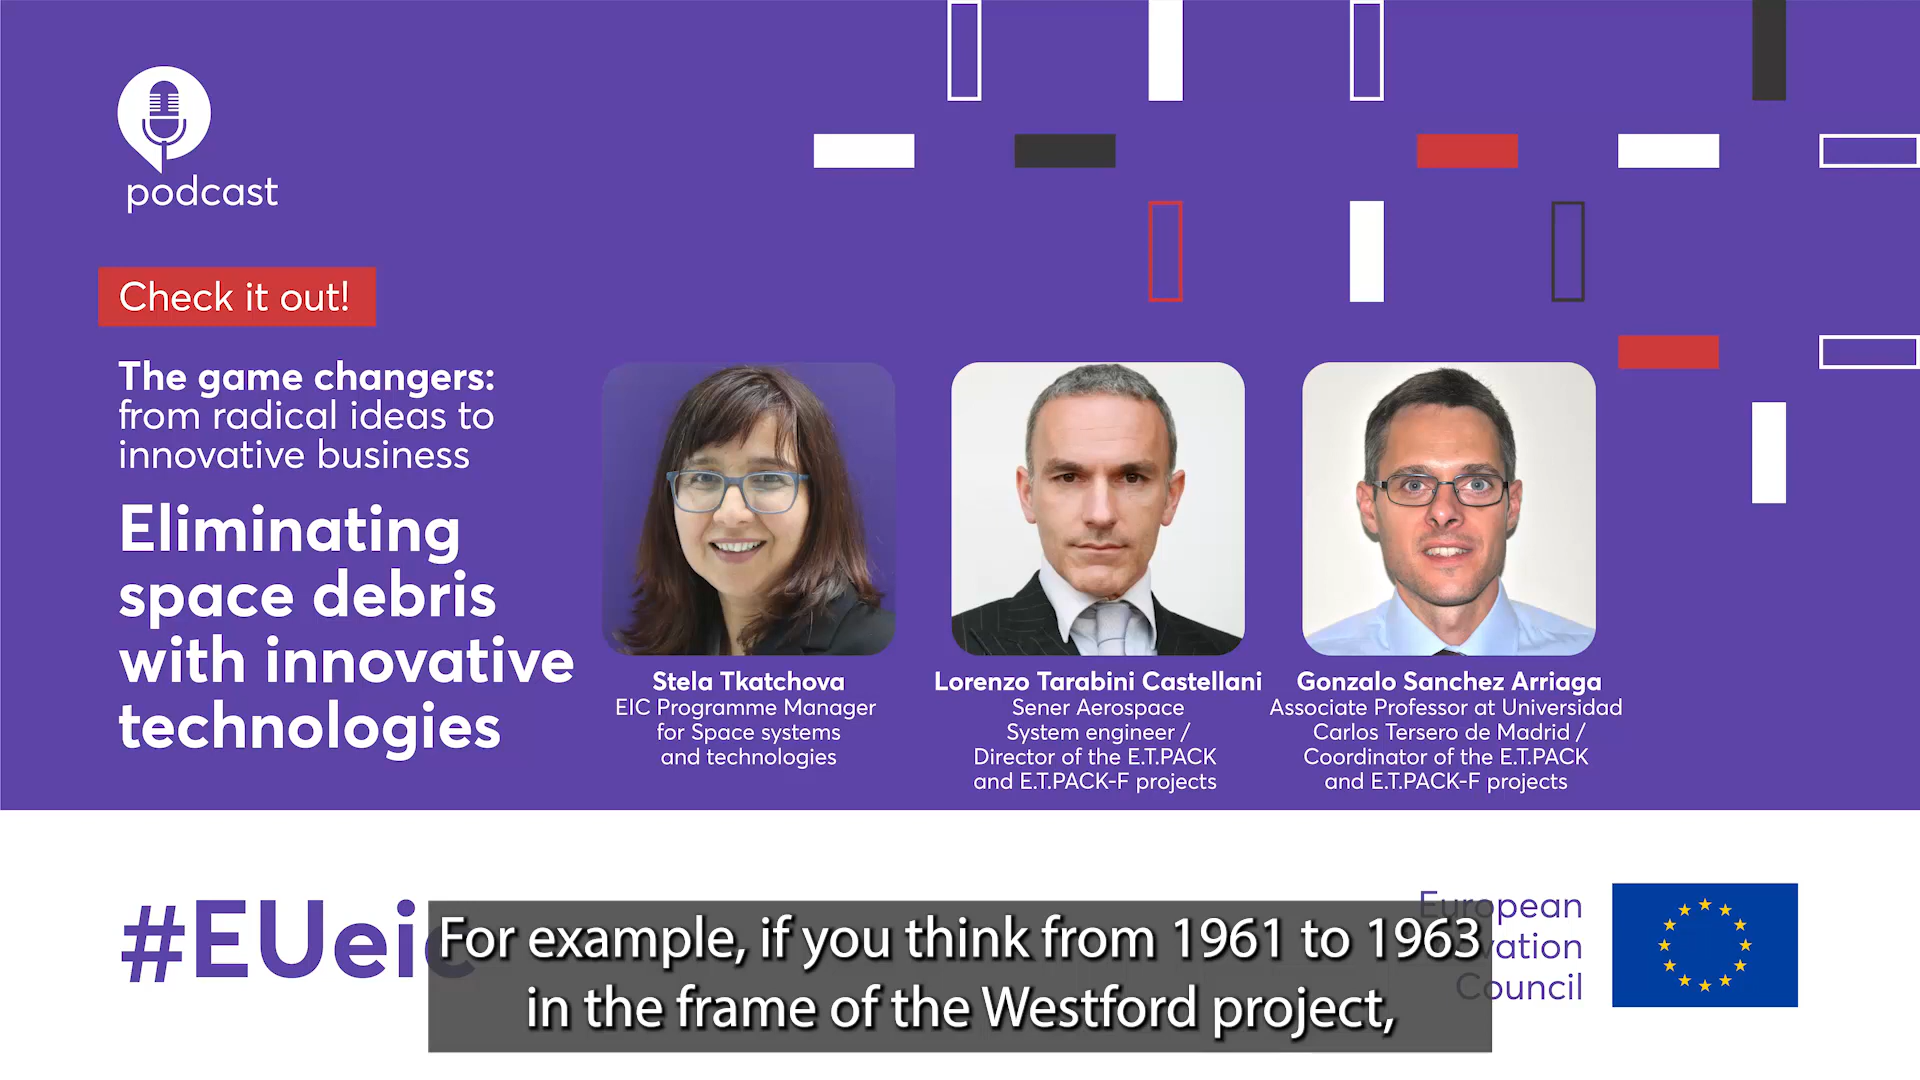 podcast
Check it out!
The game changers:
from radical ideas to
innovative business
Eliminating
space debris
with innovative
technologies
Stela Tkatchova
EIC Programme Manager
for Space systems
and technologies
Lorenzo Tarabini Castellani
Sener Aerospace
System engineer /
Director of the E.T.PACK
and E.T.PACK-F projects
Gonzalo Sanchez Arriaga
Associate Professor at Universidad
Carlos Tersero de Madrid /
Coordinator of the E.T.PACK
and E.T.PACK-F projects
#EUeic
European
vation
Council
For example, if you think from 1961 to 1963
in the frame of the Westford project,